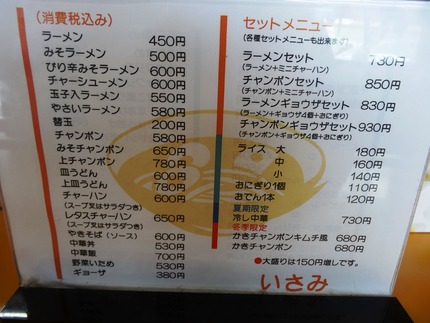 (消費税込み)
ラーメン 450円
みそラーメン 500円
ぴり辛みそラーメン 600円
チャーシューメン 600円
玉子入ラーメン 550円
やさいラーメン 580円
替玉 200円
チャンポン 580円
みそチャンポン 650円
上チャンポン 780円
皿うどん 600円
上皿うどん 780円
チャーハン 600円
(スープ又はサラダつき)
レタスチャーハン 650円
(スープ又はサラダつき)
やきそば(ソース) 600円
中華丼 530円
中華飯 700円
野菜いため 530円
ギョーザ 380円
セットメニュー
(各種セットメニューも出来ます)
ラーメンセット 730円
(ラーメン+ミニチャーハン)
チャンポンセット 850円
(チャンポン+ミニチャーハン)
ラーメンギョウザセット 830円
(ラーメン+ギョウザ4個+おにぎり)
チャンポンギョウザセット 930円
(チャンポン+ギョウザ4個+おにぎり)
ライス 大 180円
中 160円
小 140円
おにぎり1個 110円
おでん1本 120円
夏期限定
冷し中華 730円
冬季限定
かきチャンポンキムチ風 680円
かきチャンポン 680円
●大盛りは150円増しです。
いさみ